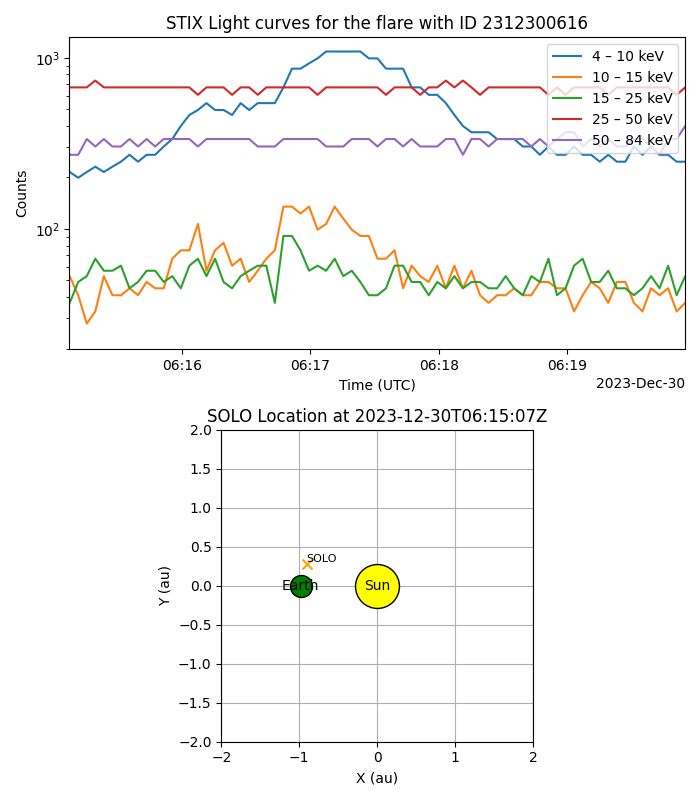 STIX Light curves for the flare with ID 2312300616
10³
10²
Counts
4 – 10 keV
10 – 15 keV
15 – 25 keV
25 – 50 keV
50 – 84 keV
06:16 06:17 06:18 06:19
Time (UTC)
2023-Dec-30
SOLO Location at 2023-12-30T06:15:07Z
2.0
1.5
1.0
0.5
0.0
−0.5
−1.0
−1.5
−2.0
Y (au)
SOLO
Earth
Sun
−2 −1 0 1 2
X (au)